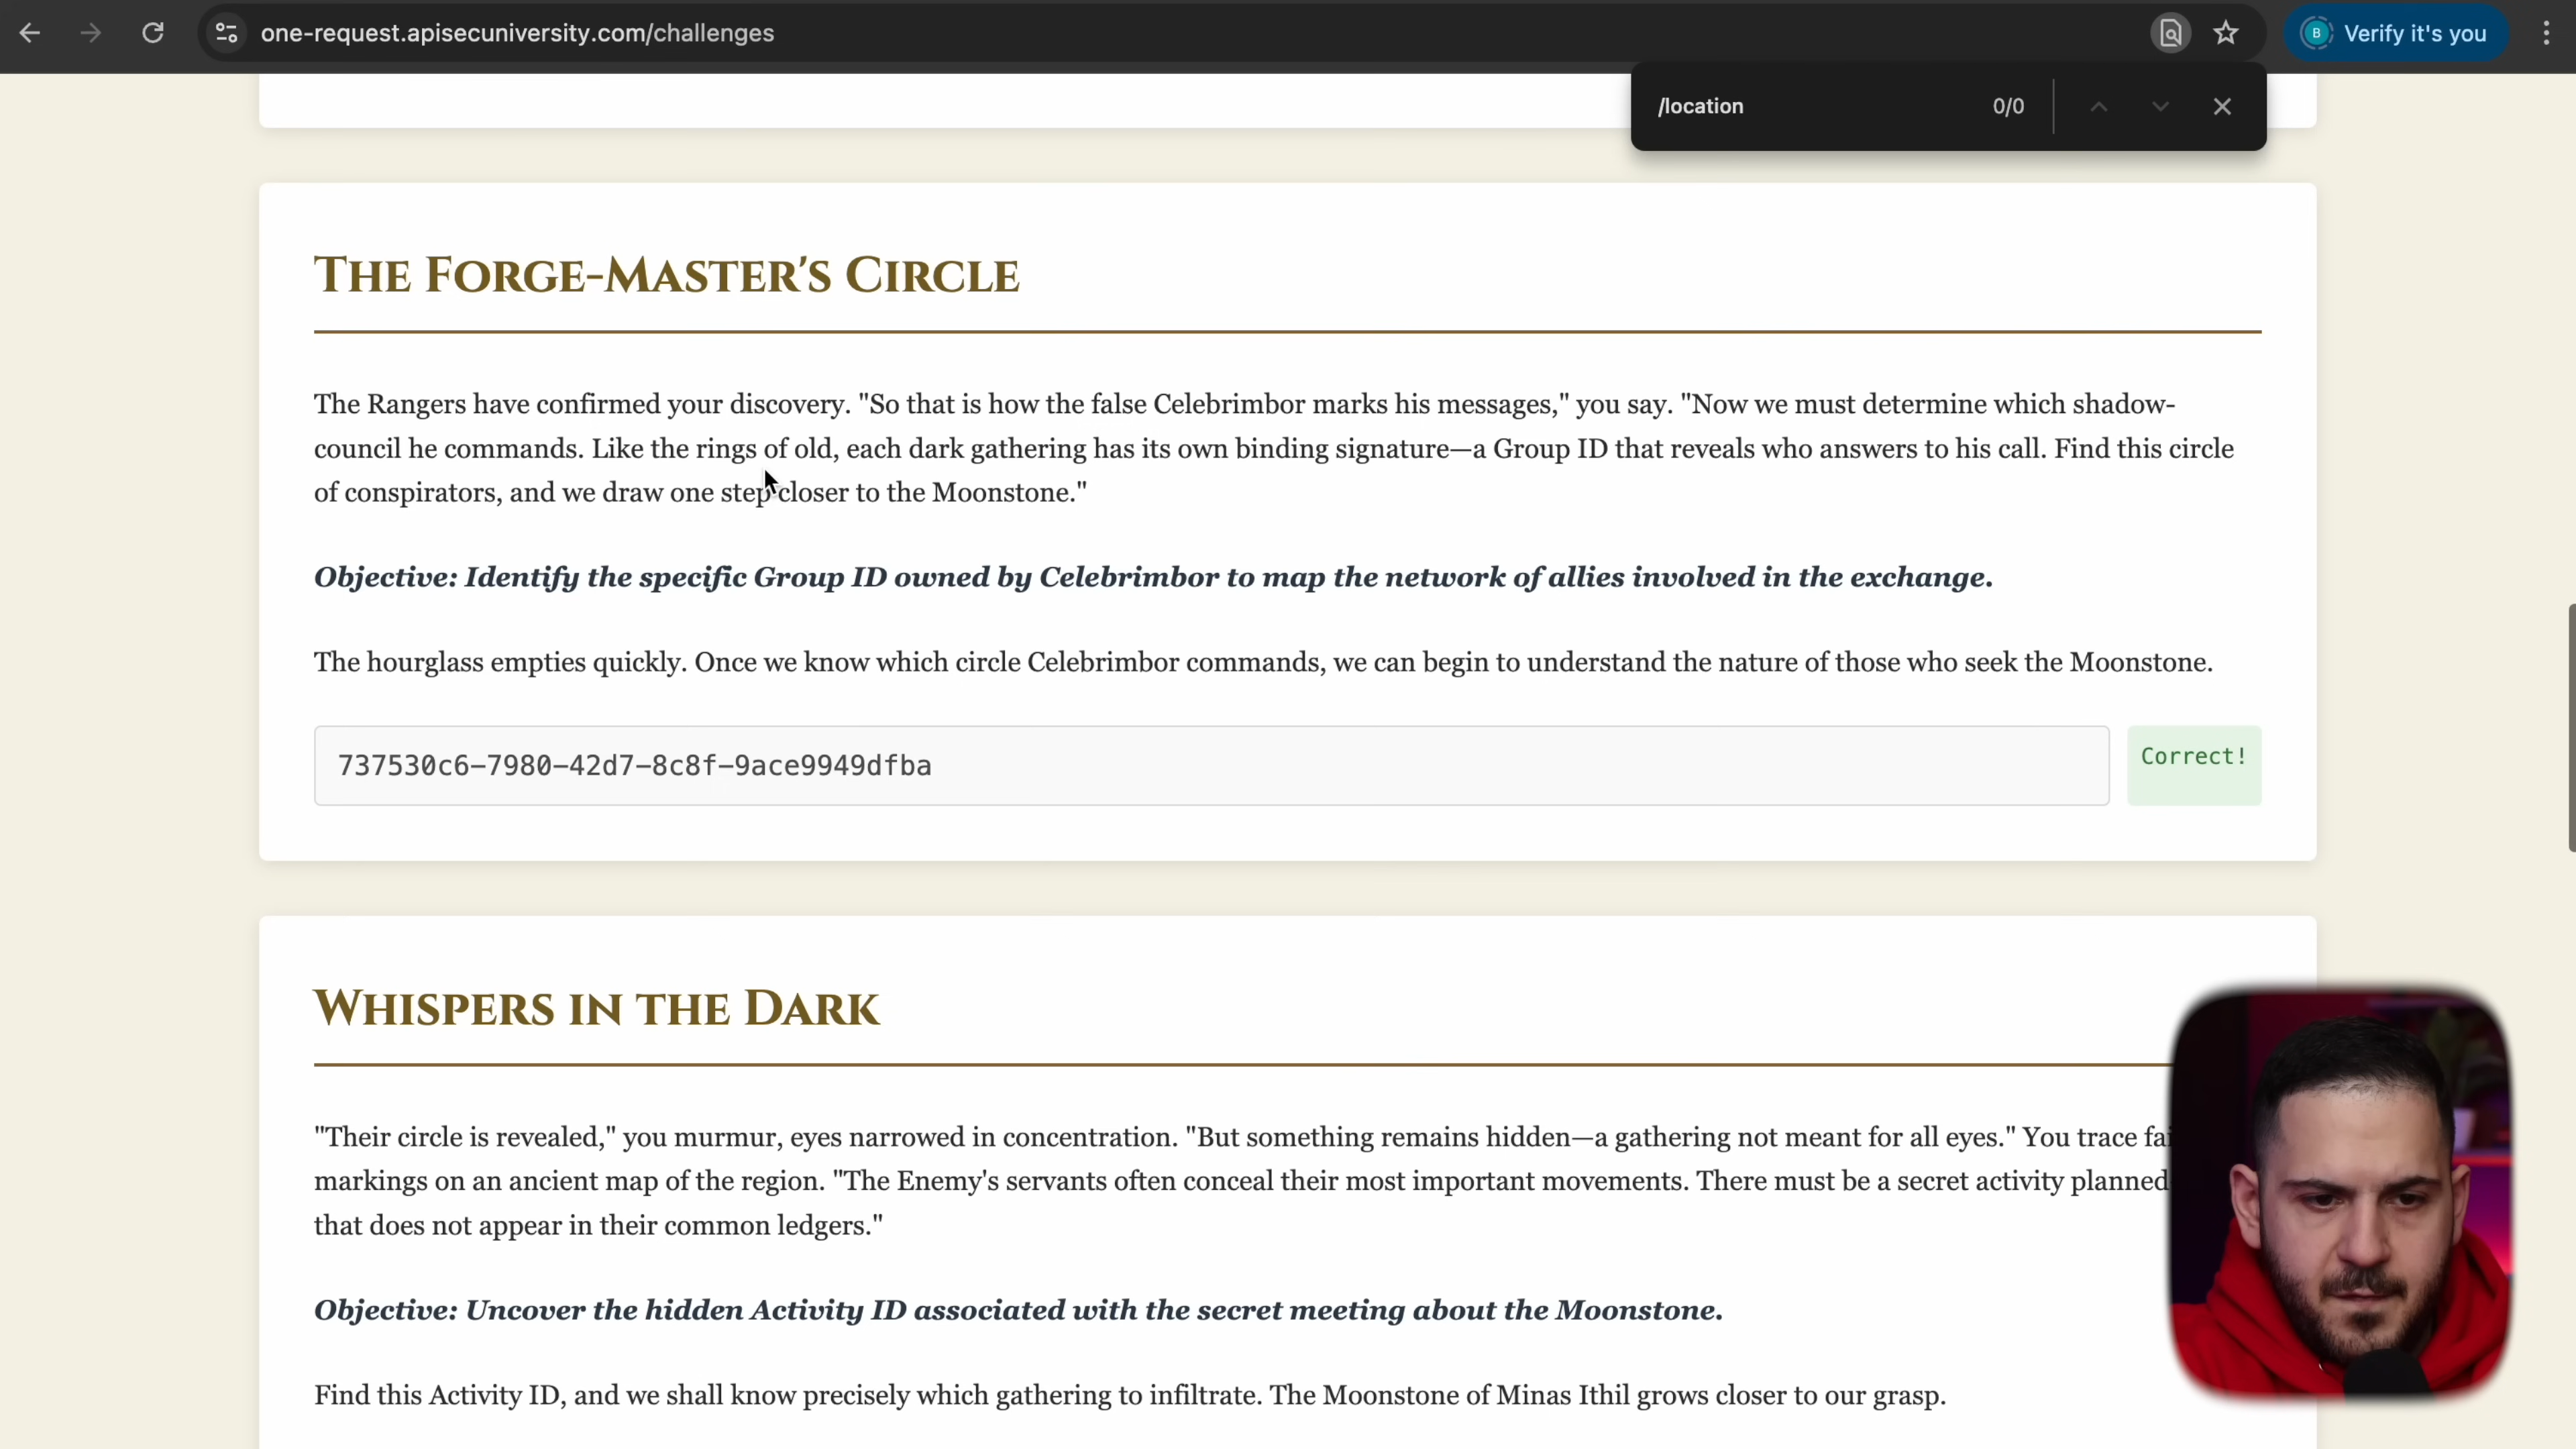 one-request.apisecuniversity.com/challenges
B Verify it's you
/location 0/0
THE FORGE-MASTER'S CIRCLE
The Rangers have confirmed your discovery. "So that is how the false Celebrimbor marks his messages," you say. "Now we must determine which shadow-
council he commands. Like the rings of old, each dark gathering has its own binding signature—a Group ID that reveals who answers to his call. Find this circle
of conspirators, and we draw one step closer to the Moonstone."
Objective: Identify the specific Group ID owned by Celebrimbor to map the network of allies involved in the exchange.
The hourglass empties quickly. Once we know which circle Celebrimbor commands, we can begin to understand the nature of those who seek the Moonstone.
737530c6-7980-42d7-8c8f-9ace9949dfba
Correct!
WHISPERS IN THE DARK
"Their circle is revealed," you murmur, eyes narrowed in concentration. "But something remains hidden—a gathering not meant for all eyes." You trace
markings on an ancient map of the region. "The Enemy's servants often conceal their most important movements. There must be a secret activity planned
that does not appear in their common ledgers."
Objective: Uncover the hidden Activity ID associated with the secret meeting about the Moonstone.
Find this Activity ID, and we shall know precisely which gathering to infiltrate. The Moonstone of Minas Ithil grows closer to our grasp.